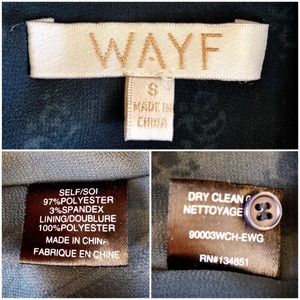 WAYF
S
MADE IN
CHINA
SELF/SOI
97%POLYESTER
3%SPANDEX
LINING/DOUBLURE
100%POLYESTER
MADE IN CHINA
FABRIQUE EN CHINE
DRY CLEAN
NETTOYAGE
90003WCH-EWG
RN#134851